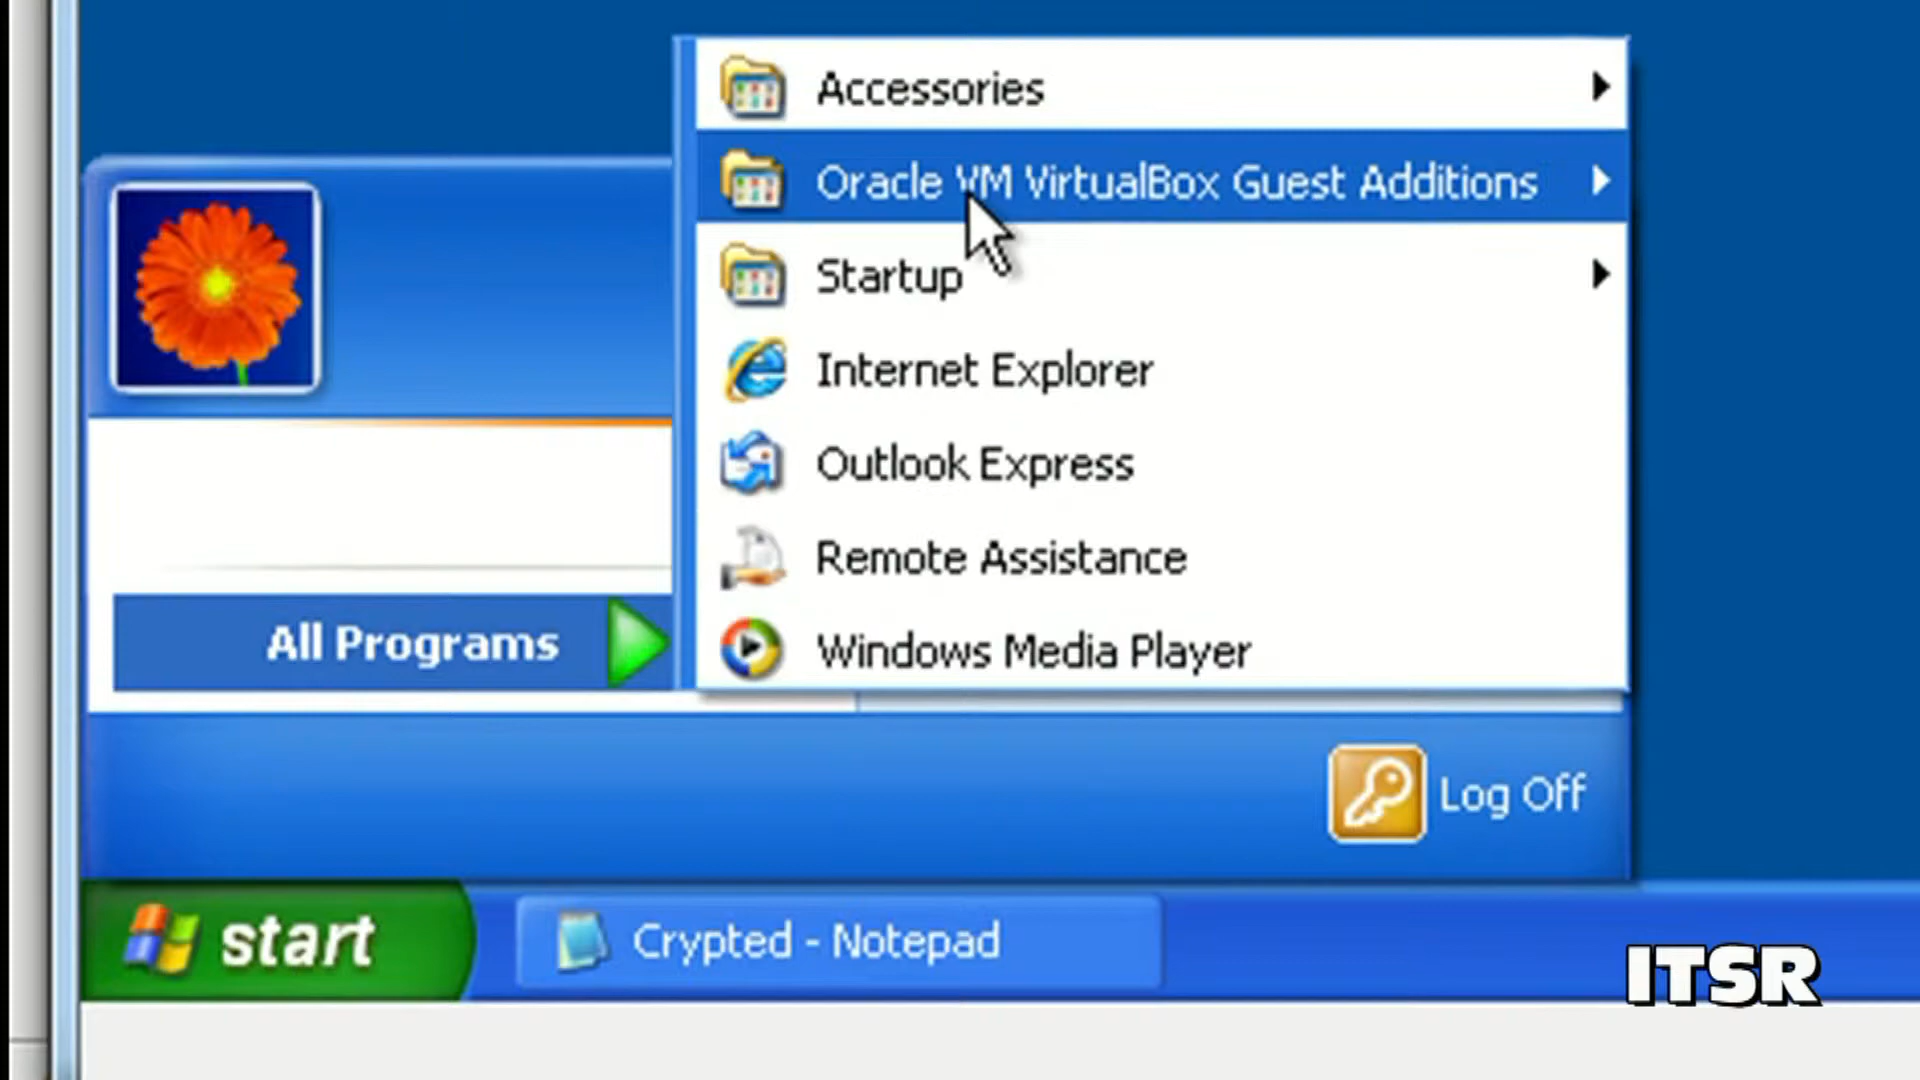 Accessories
Oracle VM VirtualBox Guest Additions
Startup
Internet Explorer
Outlook Express
Remote Assistance
Windows Media Player
All Programs
Log Off
start
Crypted - Notepad
ITSR